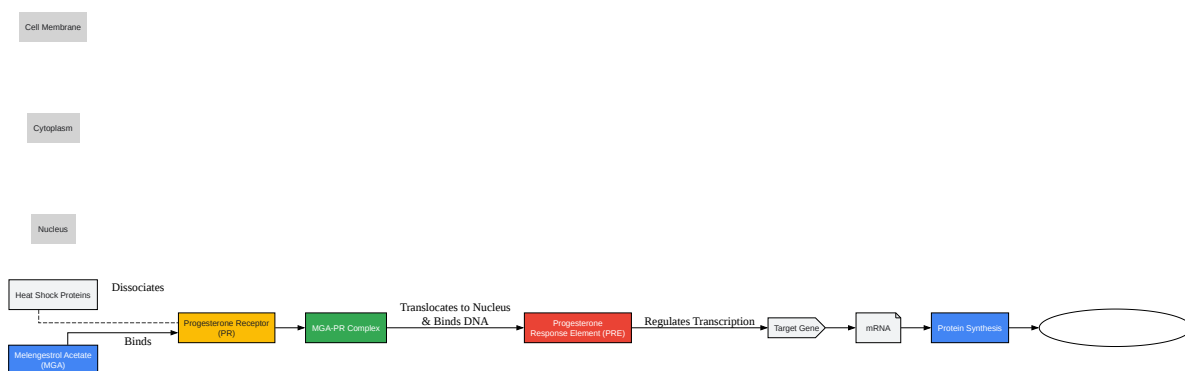 Cell Membrane
Cytoplasm
Nucleus
Heat Shock Proteins
Dissociates
Melengestrol Acetate
(MGA)
Binds
Progesterone Receptor
(PR)
MGA-PR Complex
Translocates to Nucleus
& Binds DNA
Progesterone
Response Element (PRE)
Regulates Transcription
Target Gene
mRNA
Protein Synthesis